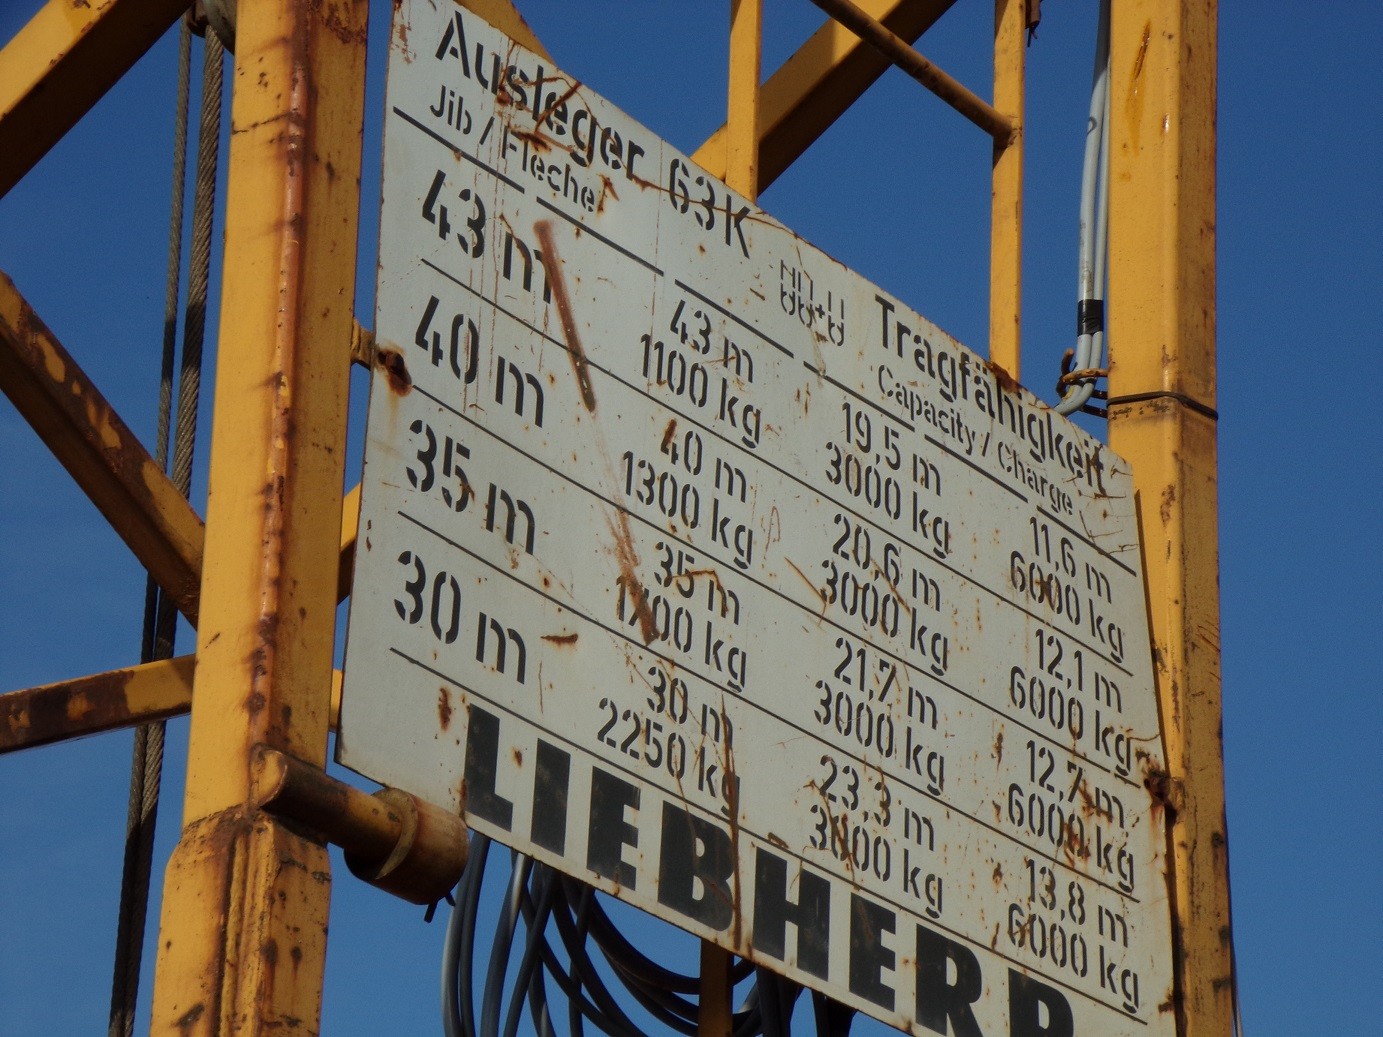 Ausleger 63K Tragfähigkeit
Jib / Fleche Capacity / Charge
43 m 43 m 19,5 m 11,6 m
1100 kg 3000 kg 6000 kg
40 m 40 m 20,6 m 12,1 m
1300 kg 3000 kg 6000 kg
35 m 35 m 21,7 m 12,7 m
1700 kg 3000 kg 6000 kg
30 m 30 m 23,3 m 13,8 m
2250 kg 3000 kg 6000 kg
LIEBHERR